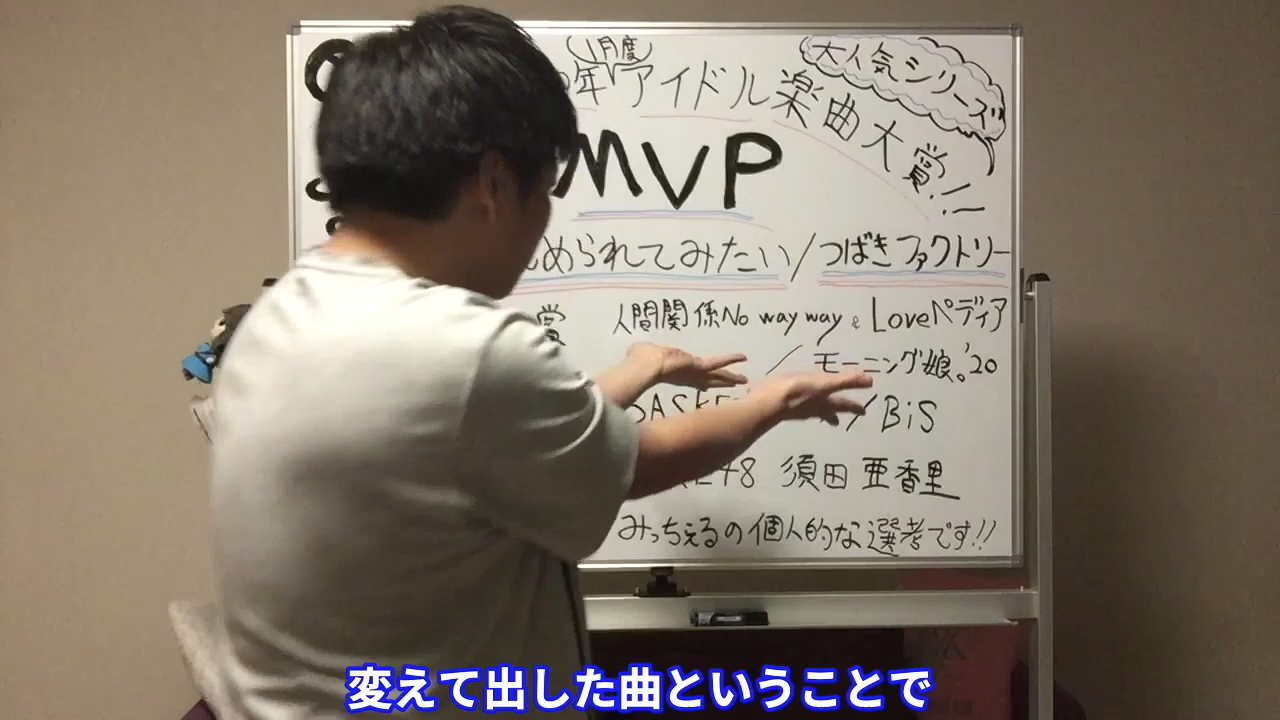 1月度
年 アイドル楽曲大賞!!
大人気シリーズ
MVP
められてみたい/つばきファクトリー
賞 人間関係No way way & Loveペディア
/モーニング娘。'20
/BiS
48 須田亜香里
みっちぇるの個人的な選考です!!
変えて出した曲ということで